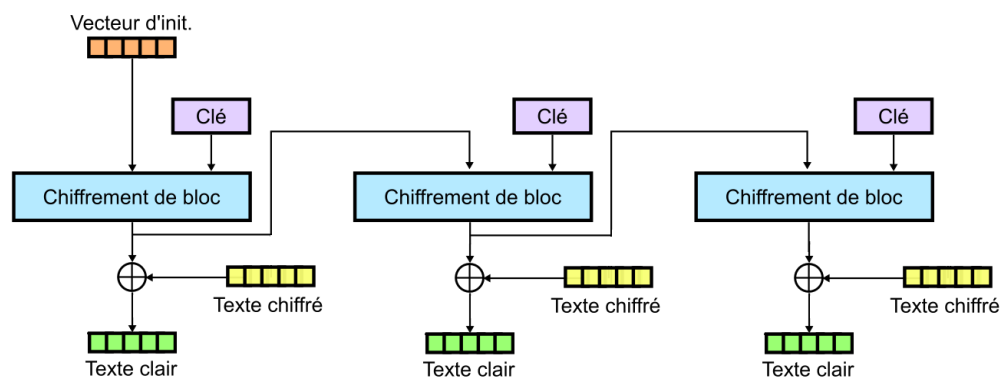 Vecteur d'init.
Clé
Clé
Clé
Chiffrement de bloc
Chiffrement de bloc
Chiffrement de bloc
Texte chiffré
Texte chiffré
Texte chiffré
Texte clair
Texte clair
Texte clair